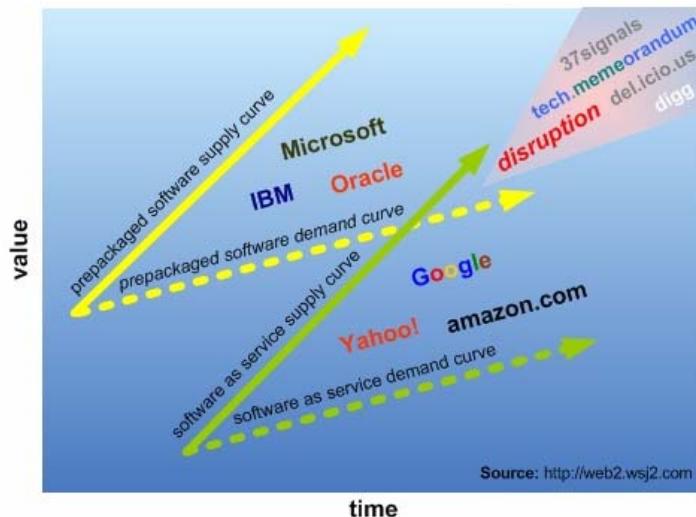 37signals
tech.memeorandum
del.icio.us
digg
disruption
prepackaged software supply curve
Microsoft
IBM
Oracle
prepackaged software demand curve
software as service supply curve
Google
Yahoo!
amazon.com
software as service demand curve
value
Source: http://web2.wsj2.com
time